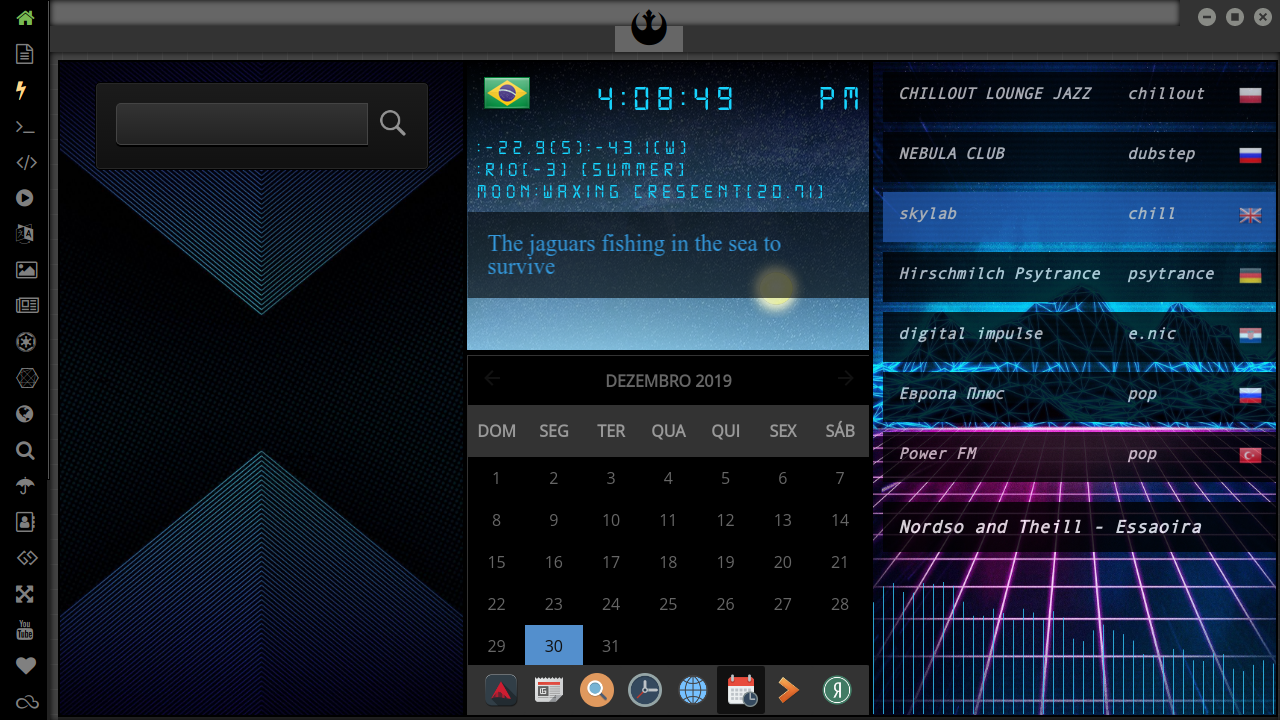 4:08:49 PM
:-22.9(S):-43.1(W)
:RIO(-3) (SUMMER)
MOON:WAXING CRESCENT(20.71)
The jaguars fishing in the sea to
survive
DEZEMBRO 2019
DOM SEG TER QUA QUI SEX SÁB
1 2 3 4 5 6 7
8 9 10 11 12 13 14
15 16 17 18 19 20 21
22 23 24 25 26 27 28
29 30 31
CHILLOUT LOUNGE JAZZ chillout
NEBULA CLUB dubstep
skylab chill
Hirschmilch Psytrance psytrance
digital impulse e.nic
Европа Плюс pop
Power FM pop
Nordso and Theill - Essaoira
You
Tube
Я